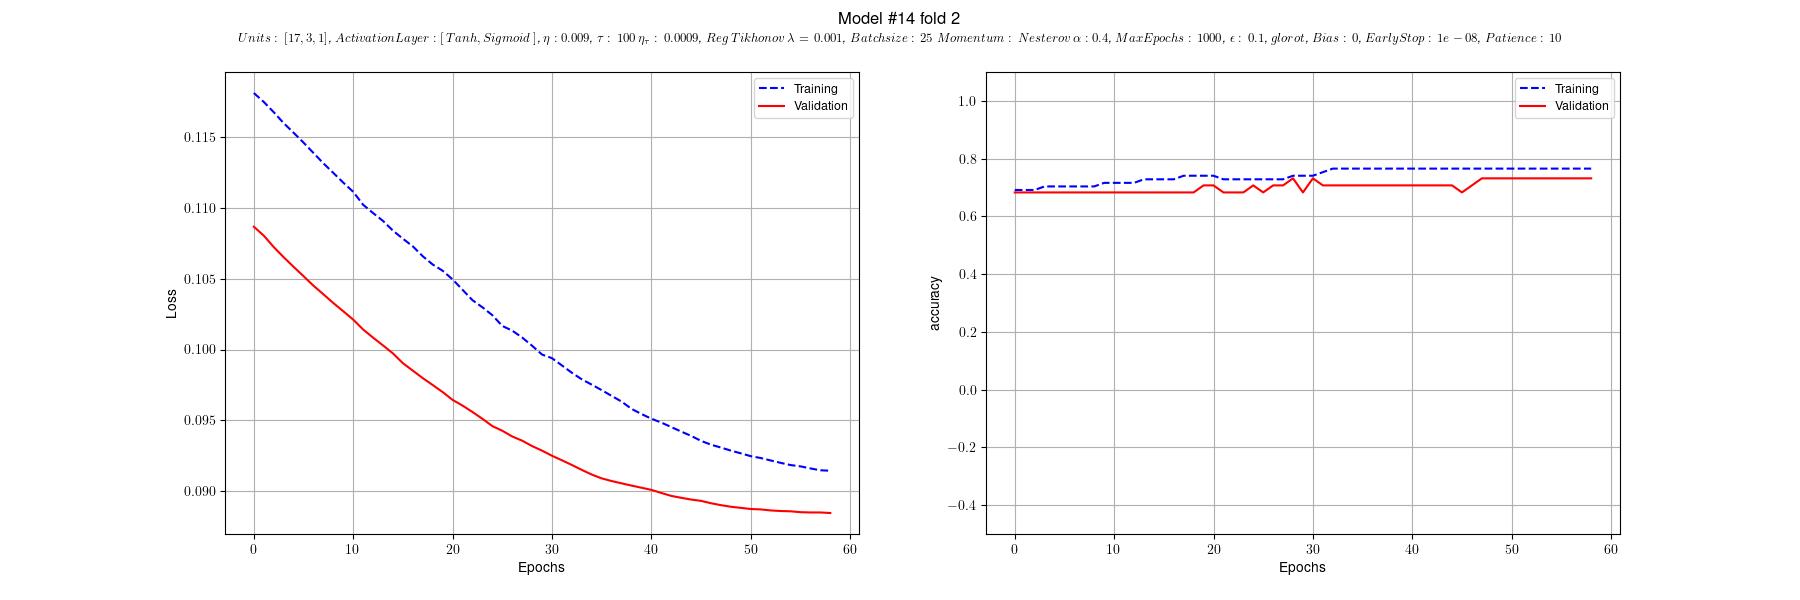 Model #14 fold 2
Units : [17, 3, 1], ActivationLayer : [ Tanh, Sigmoid ], η : 0.009, τ : 100 ητ : 0.0009, Reg Tikhonov λ = 0.001, Batchsize : 25 Momentum : Nesterov α : 0.4, MaxEpochs : 1000, ϵ : 0.1, glorot, Bias : 0, EarlyStop : 1e − 08, Patience : 10
Training
Validation
0.115
0.110
0.105
0.100
0.095
0.090
Loss
0 10 20 30 40 50 60
Epochs
Training
Validation
1.0
0.8
0.6
0.4
0.2
0.0
−0.2
−0.4
accuracy
0 10 20 30 40 50 60
Epochs